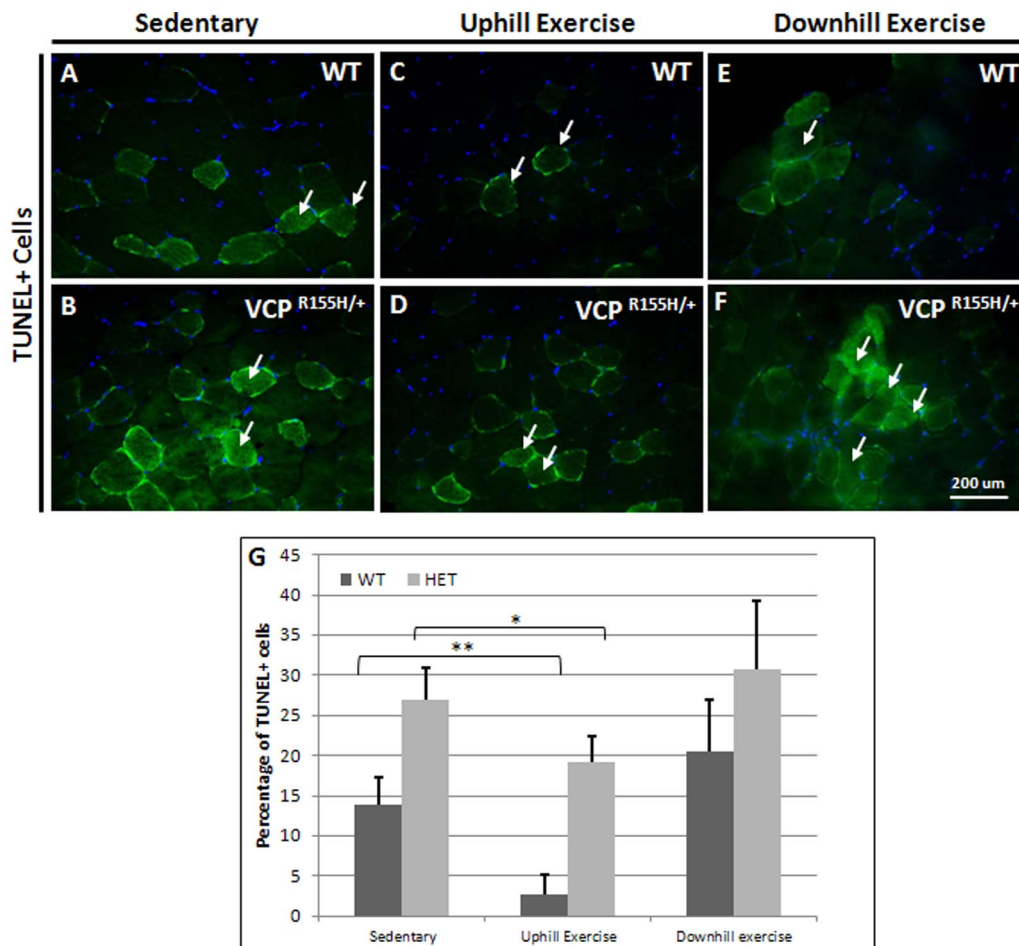 Sedentary Uphill Exercise Downhill Exercise
TUNEL+ Cells
A WT
C WT
E WT
B VCP R155H/+
D VCP R155H/+
F VCP R155H/+
200 um
G
WT HET
Percentage of TUNEL+ cells
45
40
35
30
25
20
15
10
5
0
*
**
Sedentary Uphill Exercise Downhill exercise